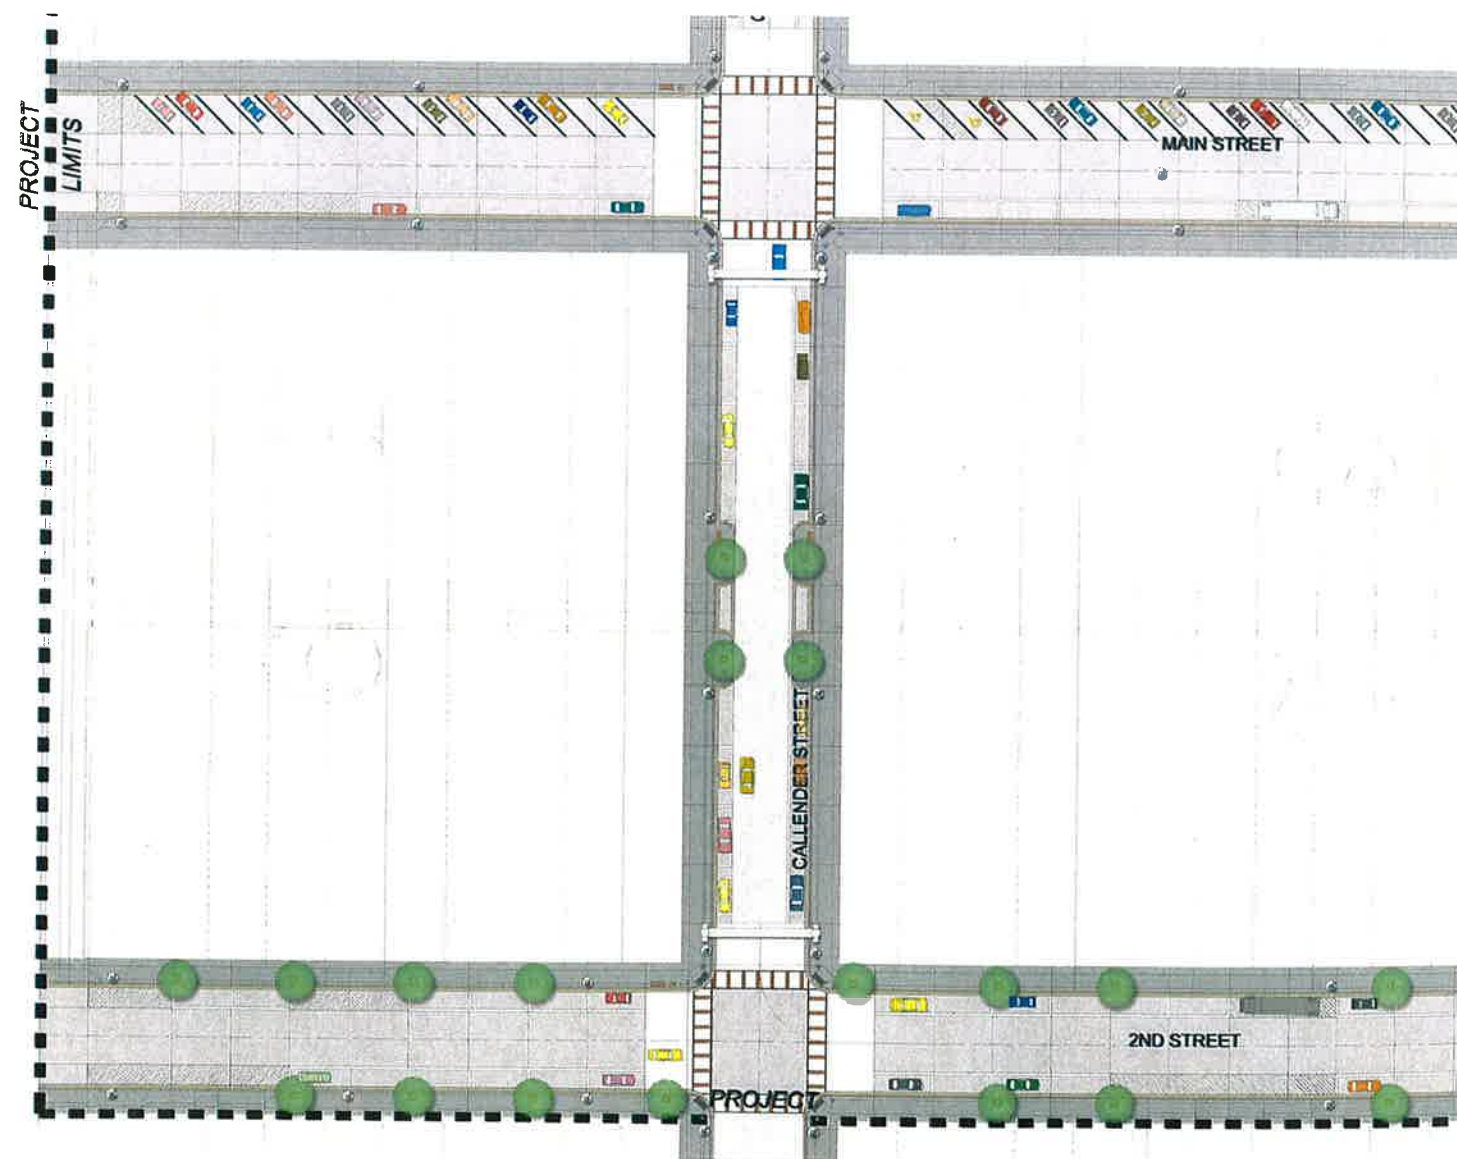 PROJECT
LIMITS
MAIN STREET
CALLENDER STREET
2ND STREET
PROJECT